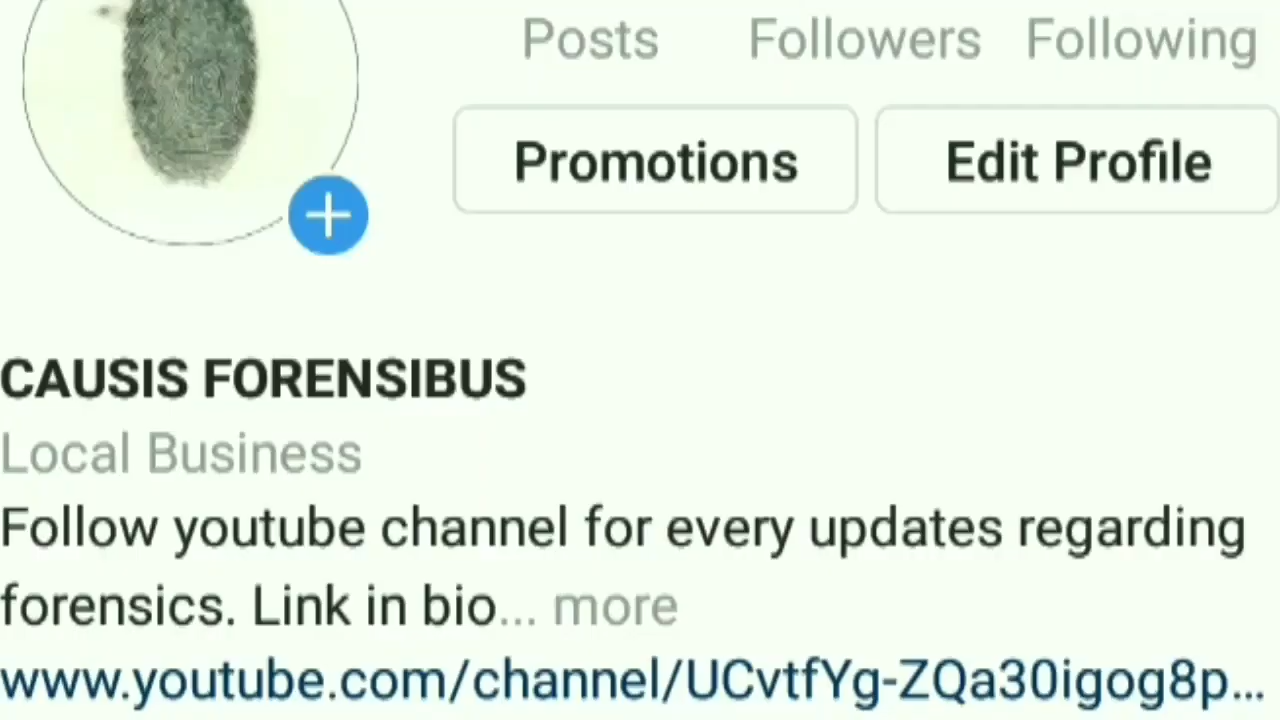 Posts Followers Following
Promotions Edit Profile
CAUSIS FORENSIBUS
Local Business
Follow youtube channel for every updates regarding
forensics. Link in bio... more
www.youtube.com/channel/UCvtfYg-ZQa30igog8p...